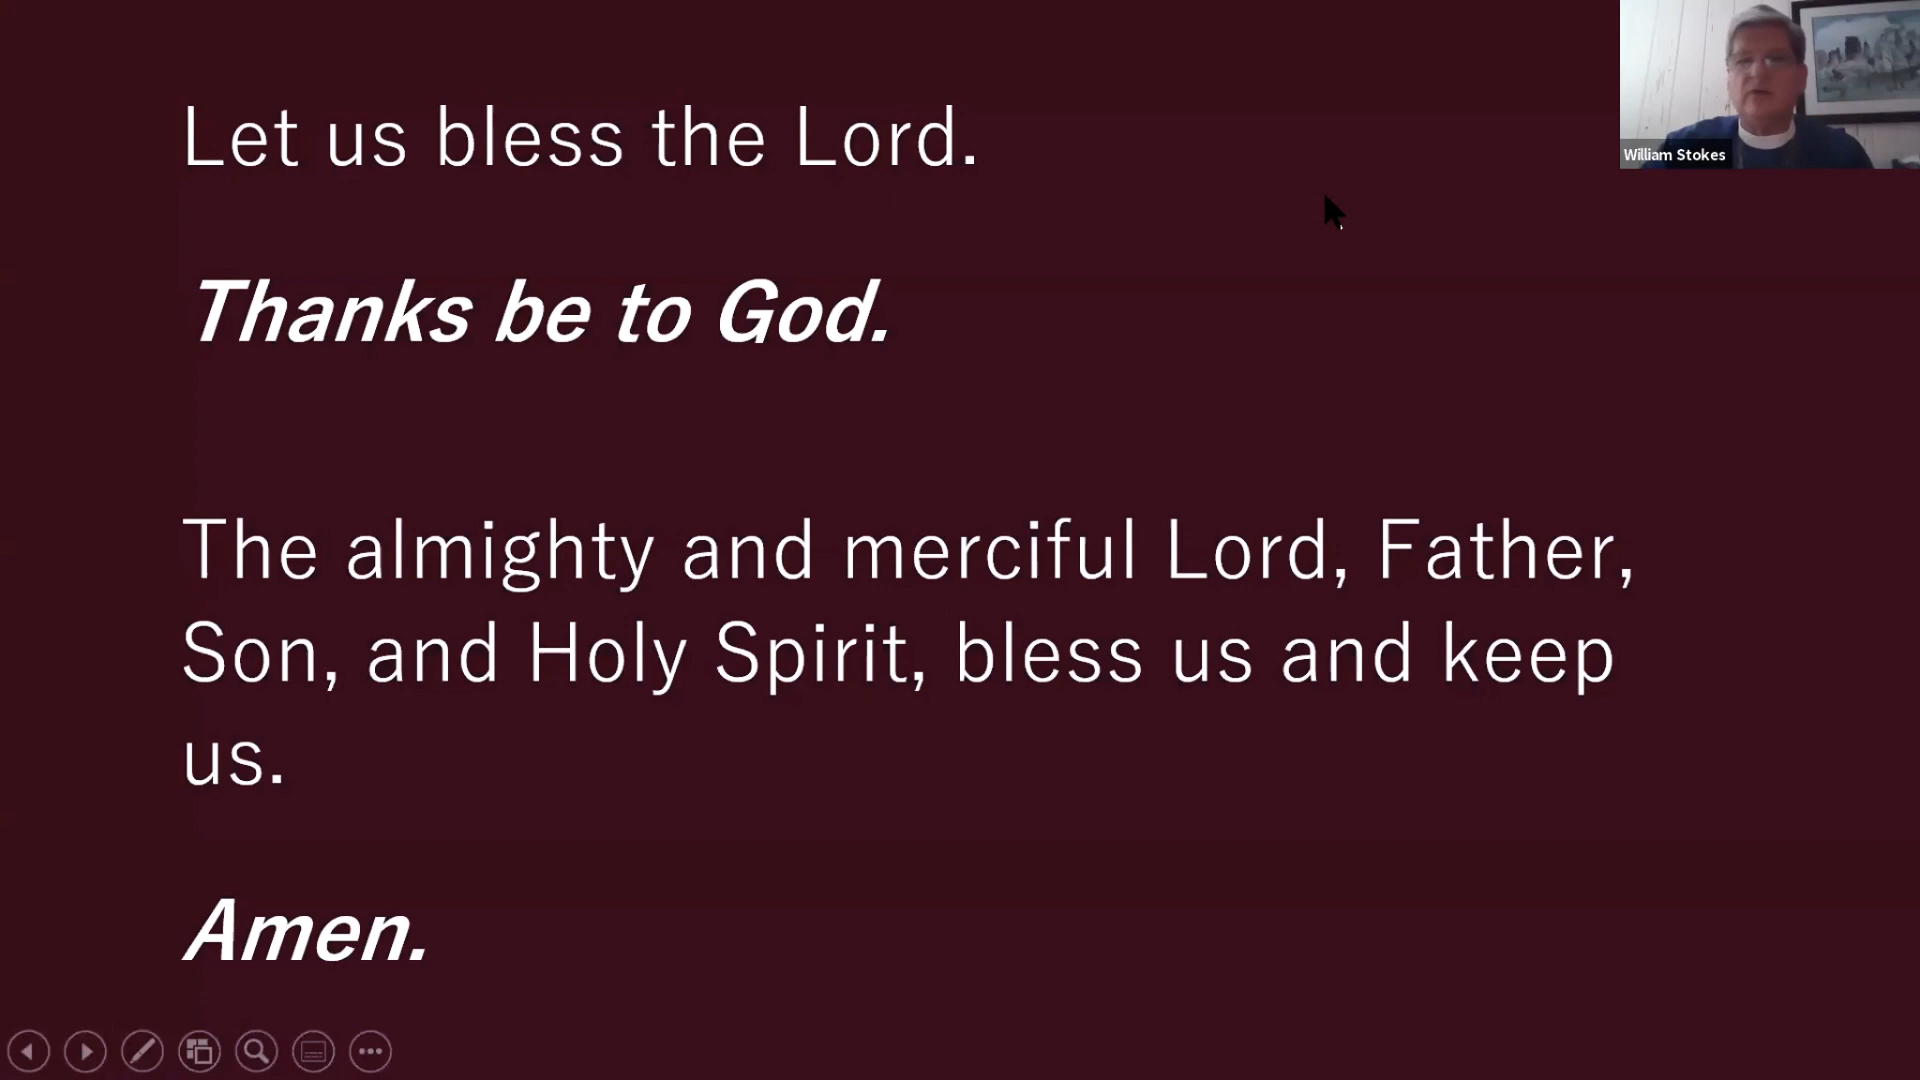 Let us bless the Lord.
William Stokes
Thanks be to God.
The almighty and merciful Lord, Father,
Son, and Holy Spirit, bless us and keep
us.
Amen.